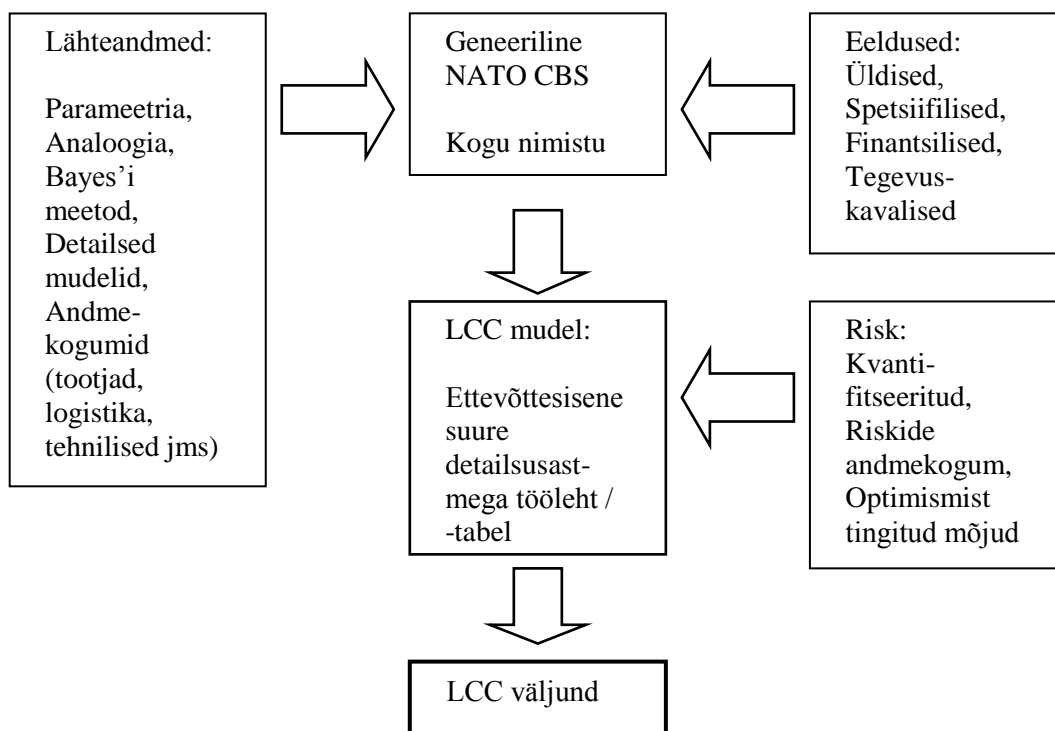 Lähteandmed:
Parameetria,
Analoogia,
Bayes’i
meetod,
Detailsed
mudelid,
Andme-
kogumid
(tootjad,
logistika,
tehnilised jms)
Geneeriline
NATO CBS
Kogu nimistu
Eeldused:
Üldised,
Spetsiifilised,
Finantsilised,
Tegevus-
kavalised
LCC mudel:
Ettevõttesisene
suure
detailsusast-
mega tööleht /
-tabel
Risk:
Kvanti-
fitseeritud,
Riskide
andmekogum,
Optimismist
tingitud mõjud
LCC väljund